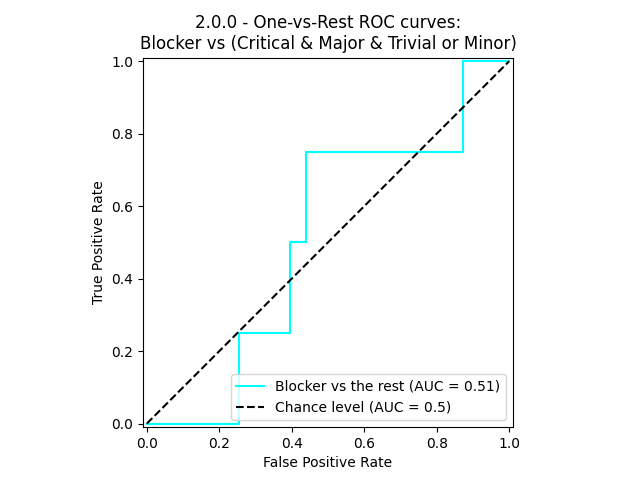 2.0.0 - One-vs-Rest ROC curves:
Blocker vs (Critical & Major & Trivial or Minor)
1.0
0.8
0.6
0.4
0.2
0.0
True Positive Rate
Blocker vs the rest (AUC = 0.51)
Chance level (AUC = 0.5)
0.0 0.2 0.4 0.6 0.8 1.0
False Positive Rate